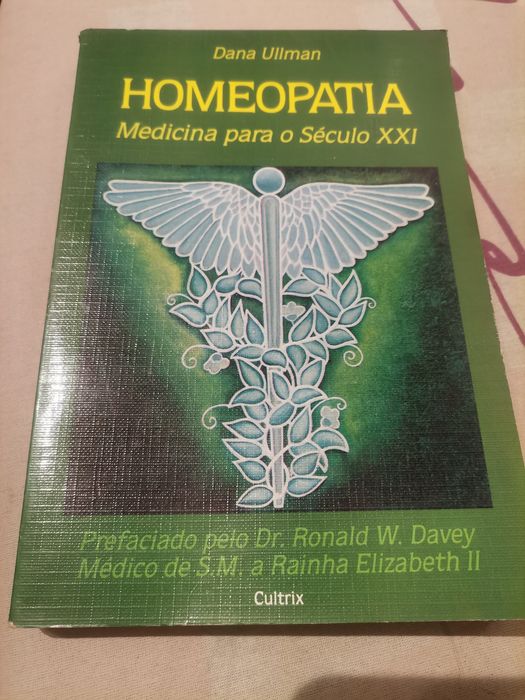 Dana Ullman
HOMEOPATIA
Medicina para o Século XXI
Prefaciado pelo Dr. Ronald W. Davey
Médico de S.M. a Rainha Elizabeth II
Cultrix